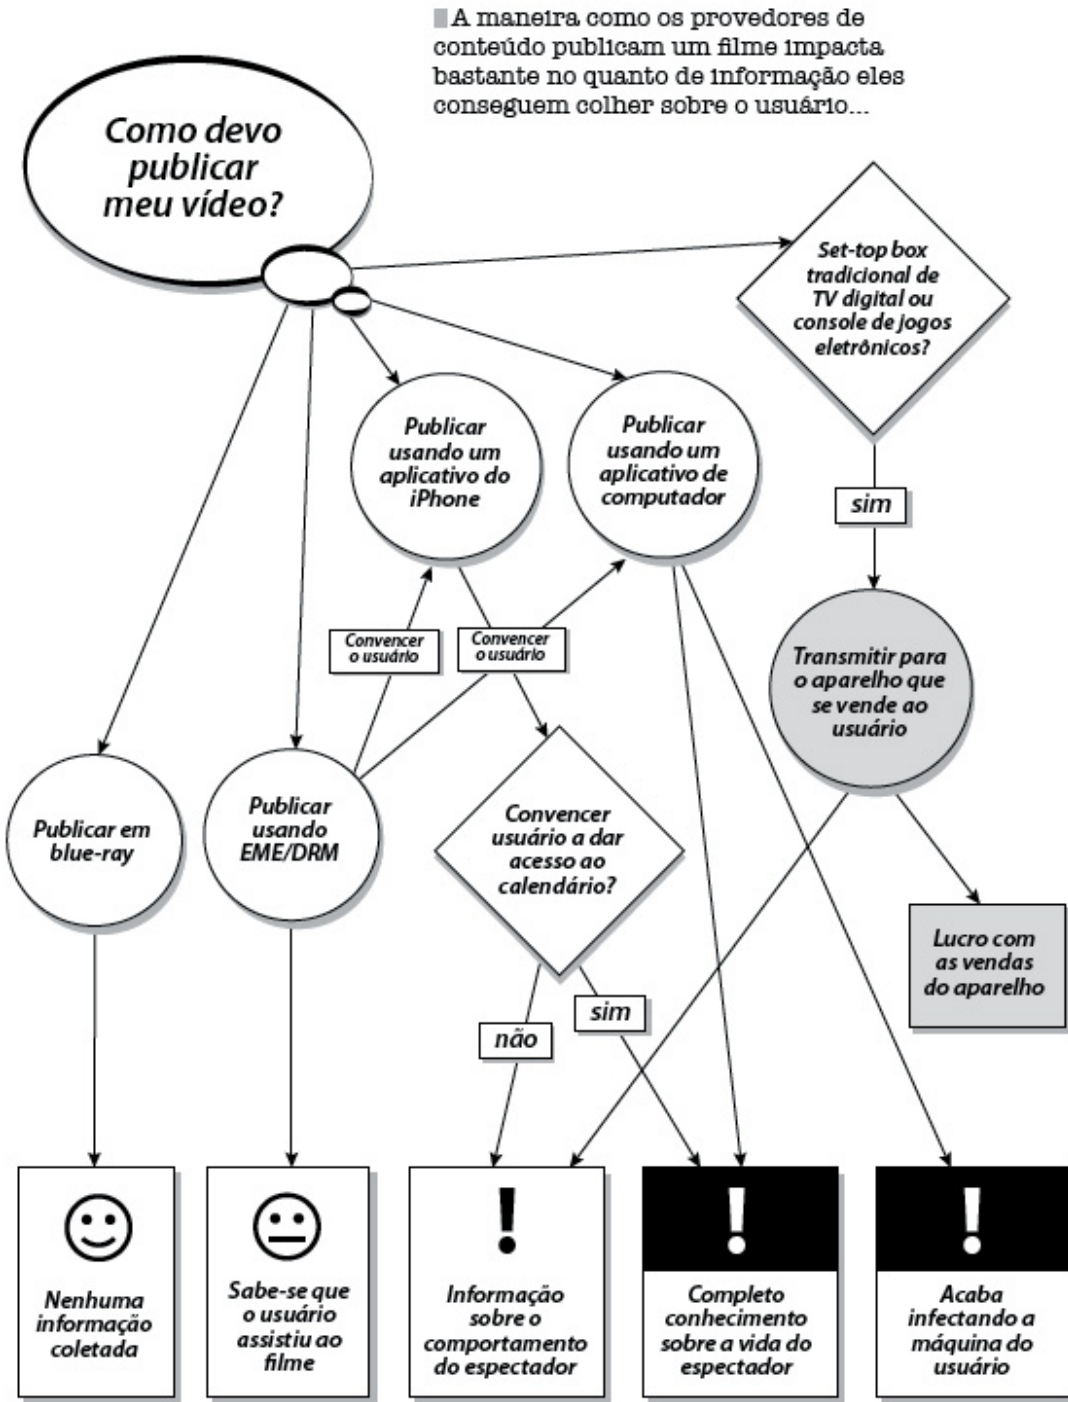 A maneira como os provedores de
conteúdo publicam um filme impacta
bastante no quanto de informação eles
conseguem colher sobre o usuário...
Como devo
publicar
meu vídeo?
Set-top box
tradicional de
TV digital ou
console de jogos
eletrônicos?
Publicar
usando um
aplicativo do
iPhone
Publicar
usando um
aplicativo de
computador
sim
Convencer
o usuário
Convencer
o usuário
Transmitir para
o aparelho que
se vende ao
usuário
Publicar em
blue-ray
Publicar
usando
EME/DRM
Convencer
usuário a dar
acesso ao
calendário?
Lucro com
as vendas
do aparelho
não
sim
Nenhuma
informação
coletada
Sabe-se que
o usuário
assistiu ao
filme
!
Informação
sobre o
comportamento
do espectador
!
Completo
conhecimento
sobre a vida do
espectador
!
Acaba
infectando a
máquina do
usuário